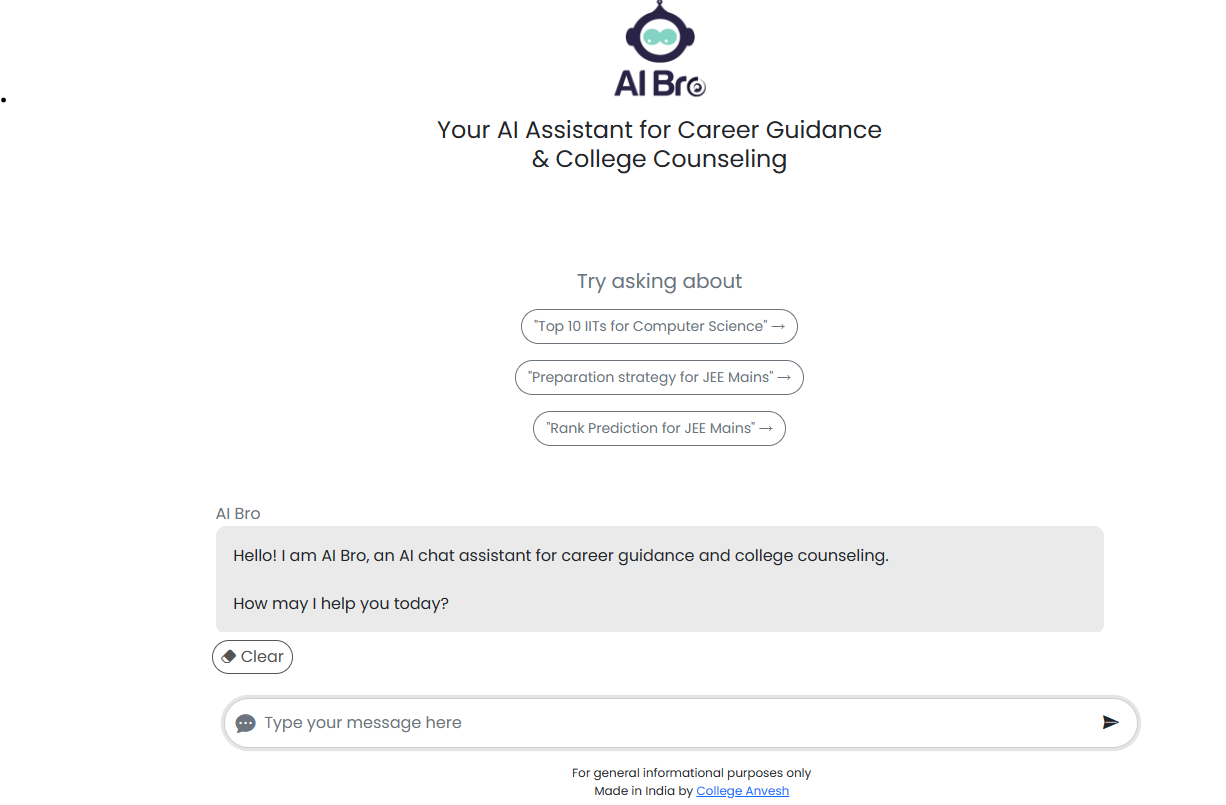 AI Bro
Your AI Assistant for Career Guidance
& College Counseling
Try asking about
"Top 10 IITs for Computer Science" →
"Preparation strategy for JEE Mains" →
"Rank Prediction for JEE Mains" →
AI Bro
Hello! I am AI Bro, an AI chat assistant for career guidance and college counseling.
How may I help you today?
Clear
Type your message here
For general informational purposes only
Made in India by College Anvesh